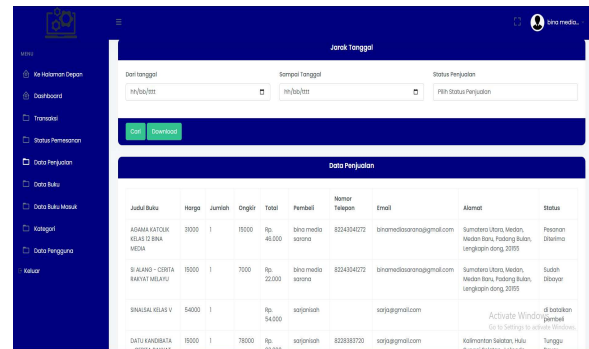 bina media...
MENU
Ke Halaman Depan
Dashboard
Transaksi
Status Pemesanan
Data Penjualan
Data Buku
Data Buku Masuk
Kategori
Data Pengguna
Keluar
Jarak Tanggal
Dari tanggal Sampai Tanggal Status Penjualan
hh/bb/tttt hh/bb/tttt Pilih Status Penjualan
Cari Download
Data Penjualan
Judul Buku Harga Jumlah Ongkir Total Pembeli Nomor Telepon Email Alamat Status
AGAMA KATOLIK 31000 1 15000 Rp. bina media 82243041272 binamediasarana@gmail.com Sumatera Utara, Medan, Pesanan
KELAS 12 BINA 46.000 sarana Medan Baru, Padang Bulan, Diterima
MEDIA Lengkapin dong, 20155
SI ALANG - CERITA 15000 1 7000 Rp. bina media 82243041272 binamediasarana@gmail.com Sumatera Utara, Medan, Sudah
RAKYAT MELAYU 22.000 sarana Medan Baru, Padang Bulan, Dibayar
Lengkapin dong, 20155
SINALSAL KELAS V 54000 1 Rp. sarjanisah sarja@gmail.com di batalkan
54.000 pembeli
Activate Windows
Go to Settings to activate Windows.
DATU KANDIBATA 15000 1 78000 Rp. sarjanisah 8228383720 sarja@gmail.com Kalimantan Selatan, Hulu Tunggu